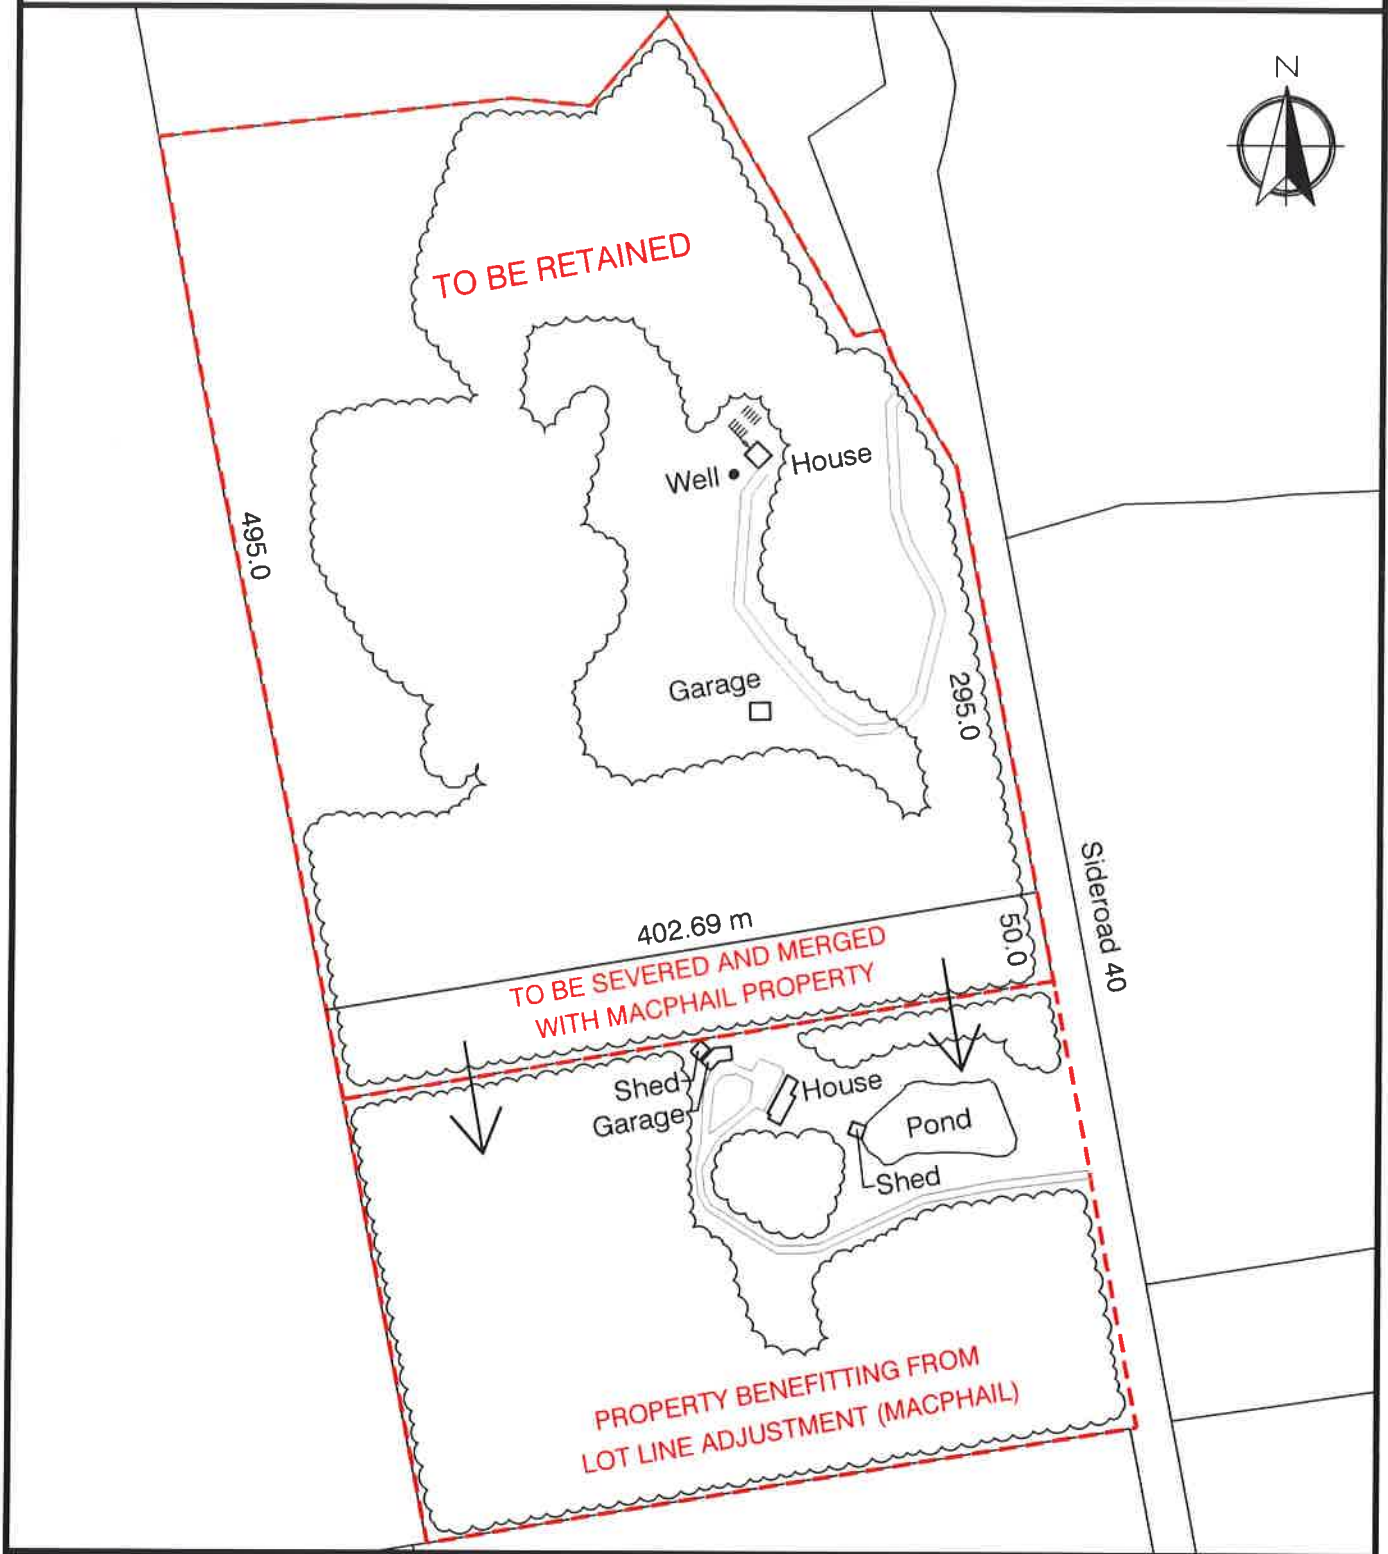 N
TO BE RETAINED
House
Well
495.0
Garage
295.0
Sideroad 40
402.69 m
50.0
TO BE SEVERED AND MERGED
WITH MACPHAIL PROPERTY
Shed
House
Garage
Pond
Shed
PROPERTY BENEFITTING FROM
LOT LINE ADJUSTMENT (MACPHAIL)